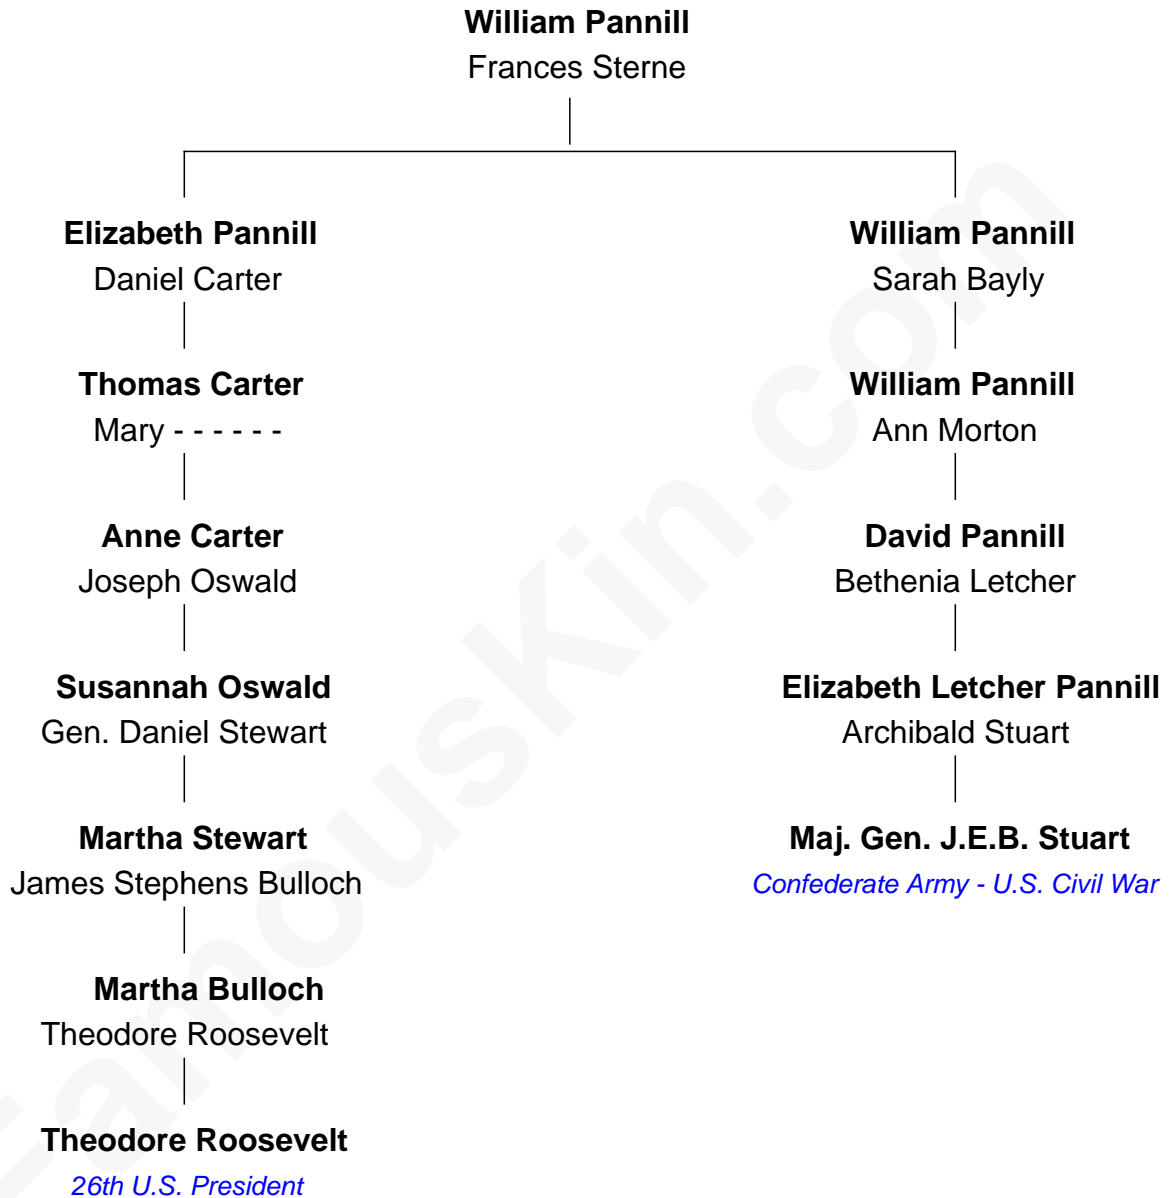 William Pannill
Frances Sterne
Elizabeth Pannill
Daniel Carter
William Pannill
Sarah Bayly
Thomas Carter
Mary - - - - - -
William Pannill
Ann Morton
Anne Carter
Joseph Oswald
David Pannill
Bethenia Letcher
Susannah Oswald
Gen. Daniel Stewart
Elizabeth Letcher Pannill
Archibald Stuart
Martha Stewart
James Stephens Bulloch
Maj. Gen. J.E.B. Stuart
Confederate Army - U.S. Civil War
Martha Bulloch
Theodore Roosevelt
Theodore Roosevelt
26th U.S. President
FamousKin.com